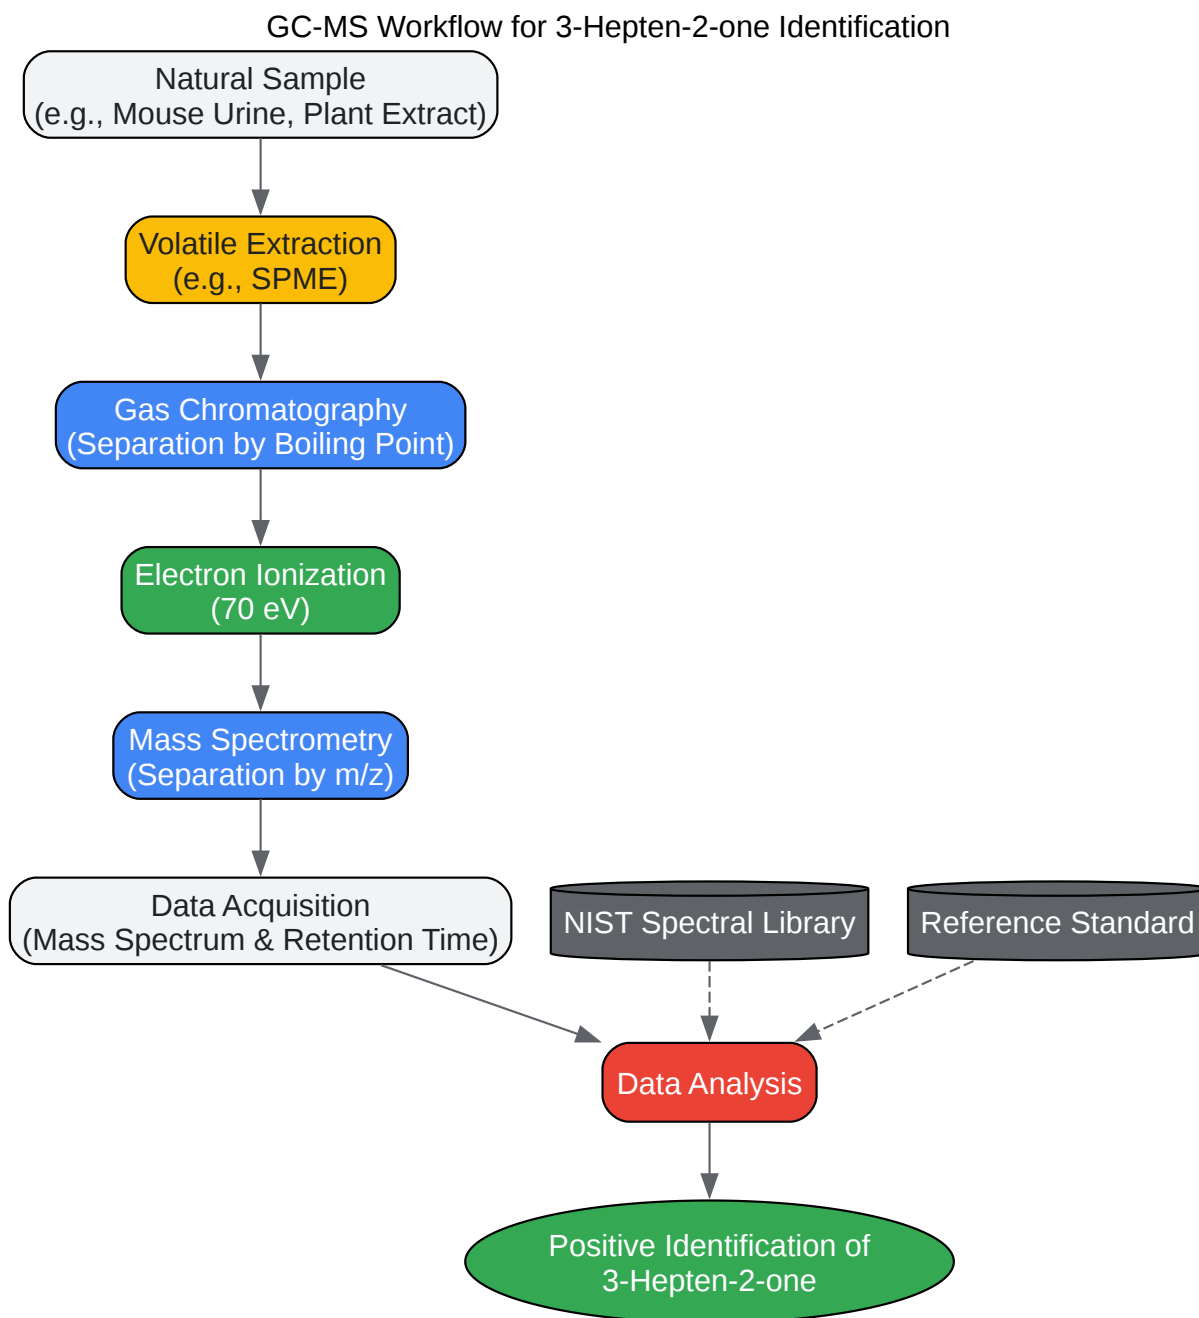 GC-MS Workflow for 3-Hepten-2-one Identification
Natural Sample
(e.g., Mouse Urine, Plant Extract)
Volatile Extraction
(e.g., SPME)
Gas Chromatography
(Separation by Boiling Point)
Electron Ionization
(70 eV)
Mass Spectrometry
(Separation by m/z)
Data Acquisition
(Mass Spectrum & Retention Time)
NIST Spectral Library
Reference Standard
Data Analysis
Positive Identification of
3-Hepten-2-one